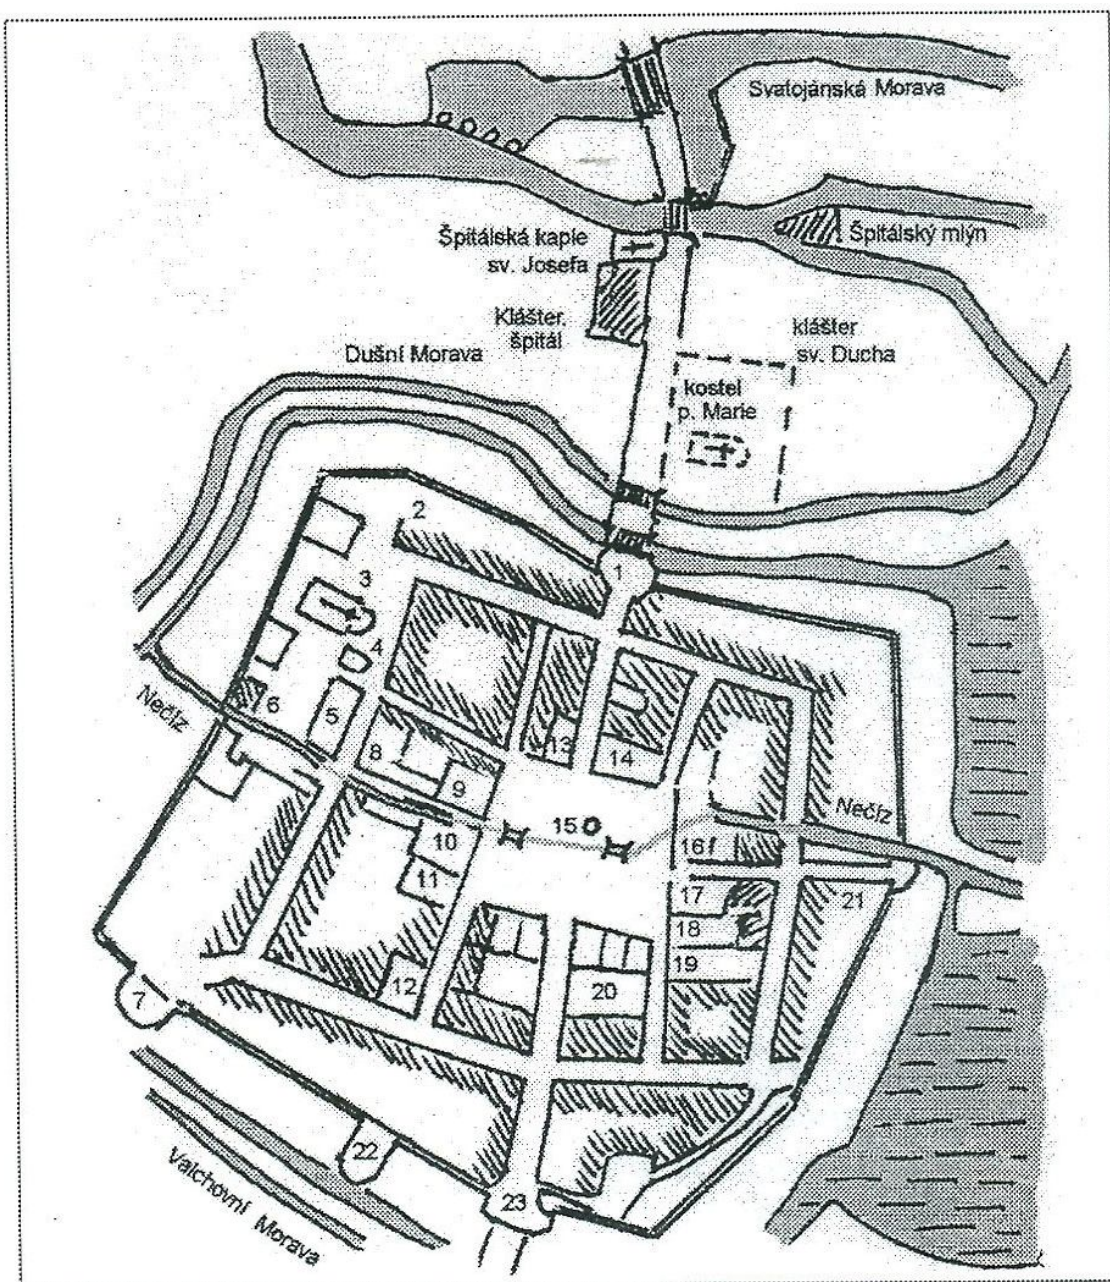 Svatojánská Morava
Špitálská kaple
sv. Josefa
Špitálský mlýn
Klášter.
špitál
klášter
sv. Ducha
Dušní Morava
kostel
p. Marie
2
1
3
4
Nečíz
6
5
8
13
14
9
15
Nečíz
10
16
11
17
21
18
12
19
7
20
22
23
Valchovní Morava